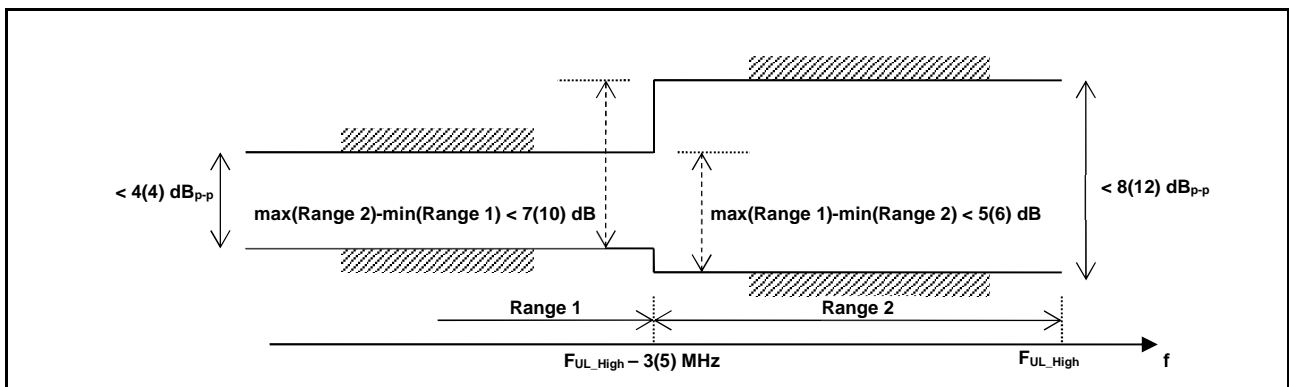 < 4(4) dBp-p
max(Range 2)-min(Range 1) < 7(10) dB
max(Range 1)-min(Range 2) < 5(6) dB
< 8(12) dBp-p
Range 1
Range 2
FUL_High – 3(5) MHz
FUL_High
f